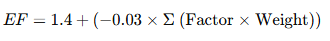 EF = 1.4 + (−0.03 × Σ (Factor × Weight))